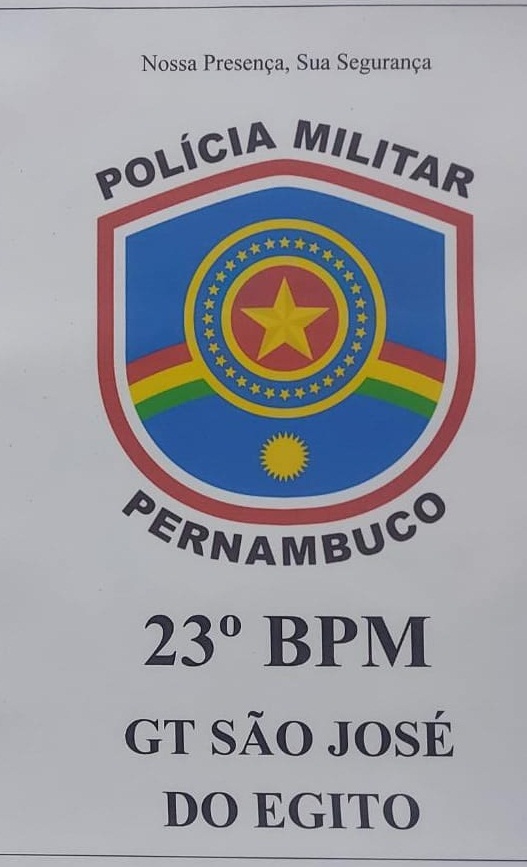 Nossa Presença, Sua Segurança
POLÍCIA MILITAR
PERNAMBUCO
23º BPM
GT SÃO JOSÉ
DO EGITO